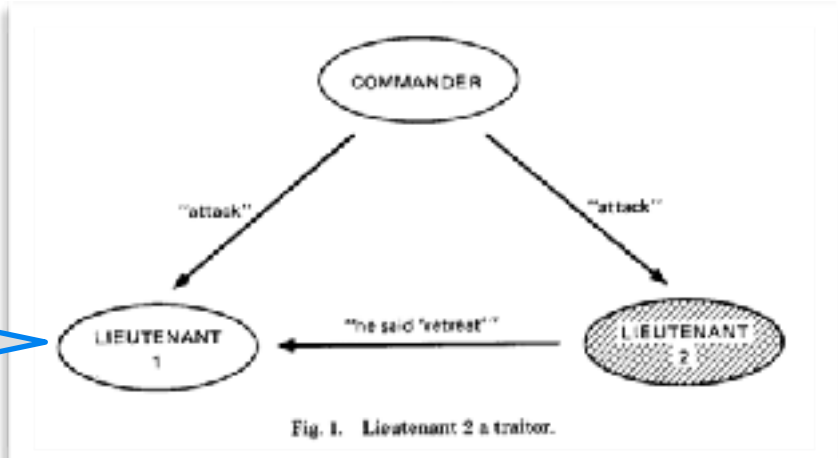 COMMANDER
"attack"
"attack"
LIEUTENANT
1
"he said 'retreat'"
LIEUTENANT
2
Fig. 1. Lieutenant 2 a traitor.